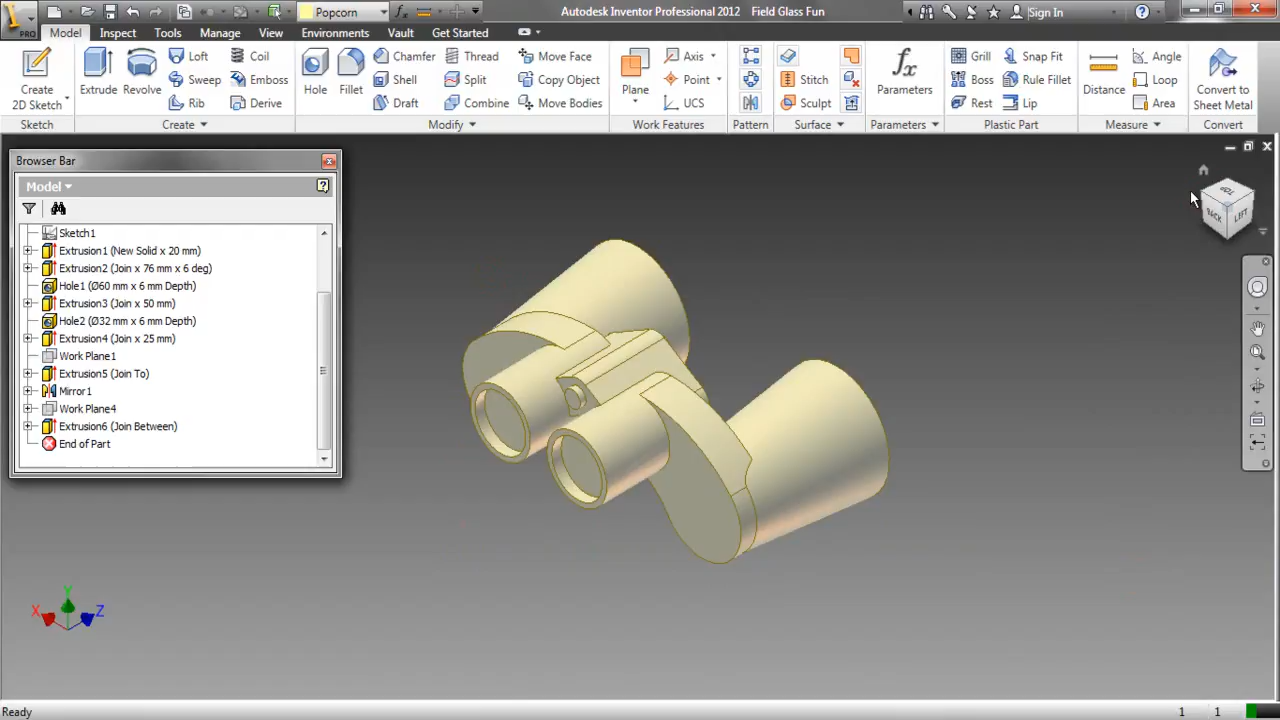 Popcorn
Autodesk Inventor Professional 2012 Field Glass Fun
Sign In
PRO
Model Inspect Tools Manage View Environments Vault Get Started
Create
2D Sketch
Sketch
Extrude
Revolve
Loft
Sweep
Rib
Coil
Emboss
Derive
Create
Hole
Fillet
Chamfer
Shell
Draft
Thread
Split
Combine
Move Face
Copy Object
Move Bodies
Modify
Plane
Axis
Point
UCS
Work Features
Pattern
Stitch
Sculpt
Surface
fx
Parameters
Parameters
Grill
Boss
Rest
Snap Fit
Rule Fillet
Lip
Plastic Part
Distance
Angle
Loop
Area
Measure
Convert to
Sheet Metal
Convert
Browser Bar
Model
Sketch1
Extrusion1 (New Solid x 20 mm)
Extrusion2 (Join x 76 mm x 6 deg)
Hole1 (Ø60 mm x 6 mm Depth)
Extrusion3 (Join x 50 mm)
Hole2 (Ø32 mm x 6 mm Depth)
Extrusion4 (Join x 25 mm)
Work Plane1
Extrusion5 (Join To)
Mirror1
Work Plane4
Extrusion6 (Join Between)
End of Part
TOP
BACK
LEFT
Y
X
Z
Ready
1 1